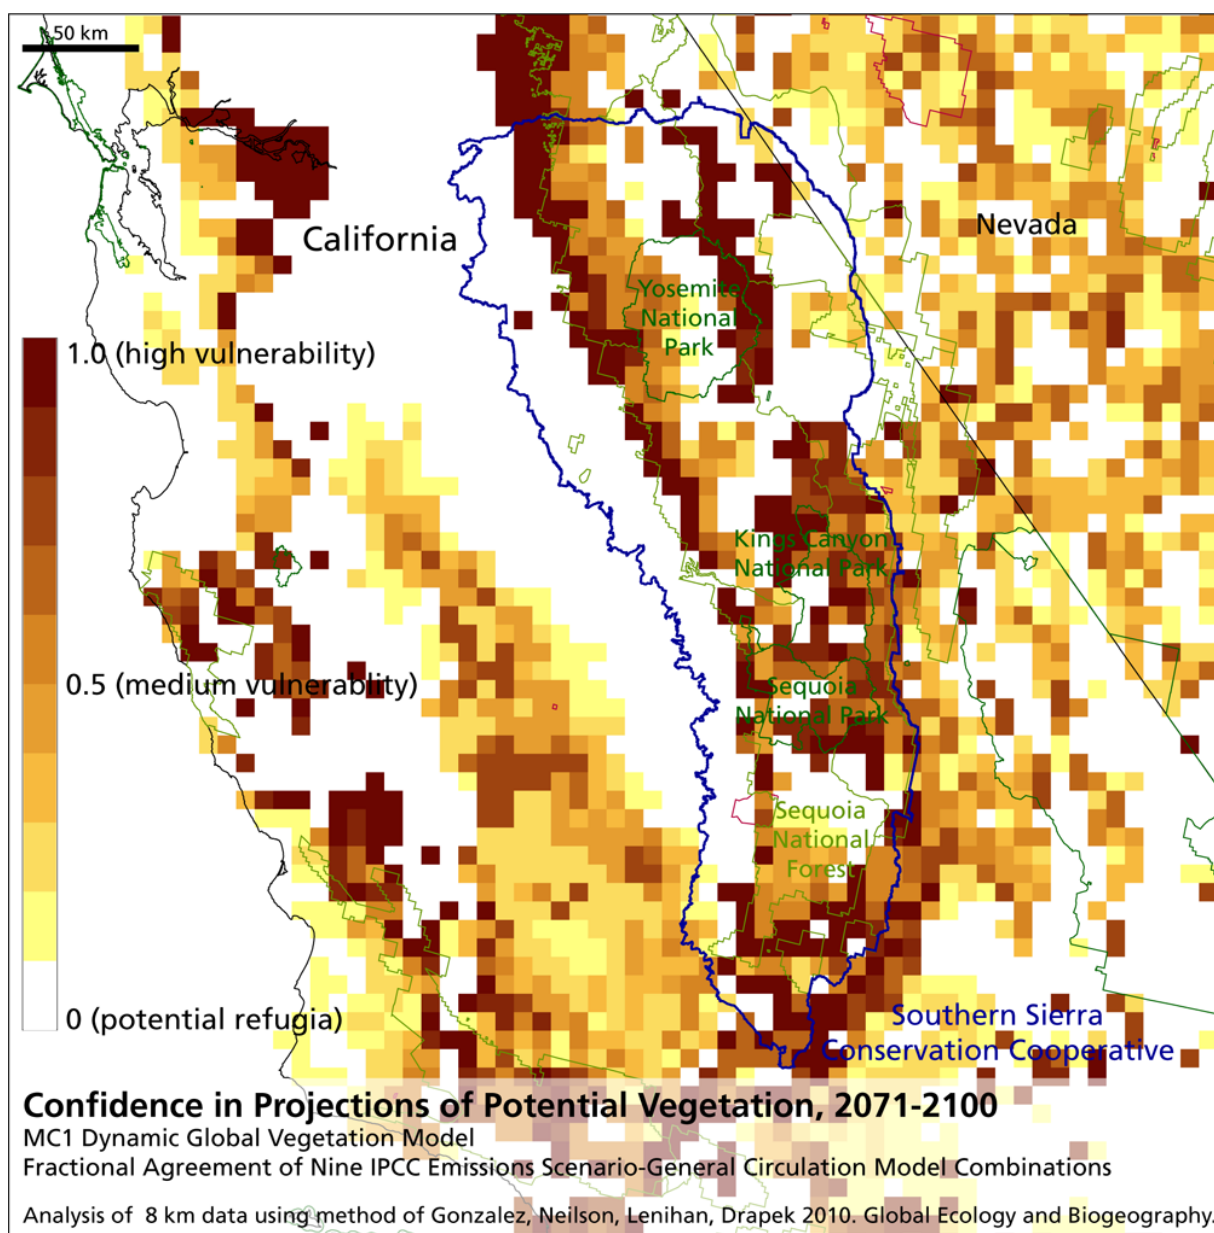 50 km
California
Nevada
Yosemite
National
Park
1.0 (high vulnerability)
Kings Canyon
National Park
0.5 (medium vulnerablity)
Sequoia
National Park
Sequoia
National
Forest
0 (potential refugia)
Southern Sierra
Conservation Cooperative
Confidence in Projections of Potential Vegetation, 2071-2100
MC1 Dynamic Global Vegetation Model
Fractional Agreement of Nine IPCC Emissions Scenario-General Circulation Model Combinations
Analysis of 8 km data using method of Gonzalez, Neilson, Lenihan, Drapek 2010. Global Ecology and Biogeography.